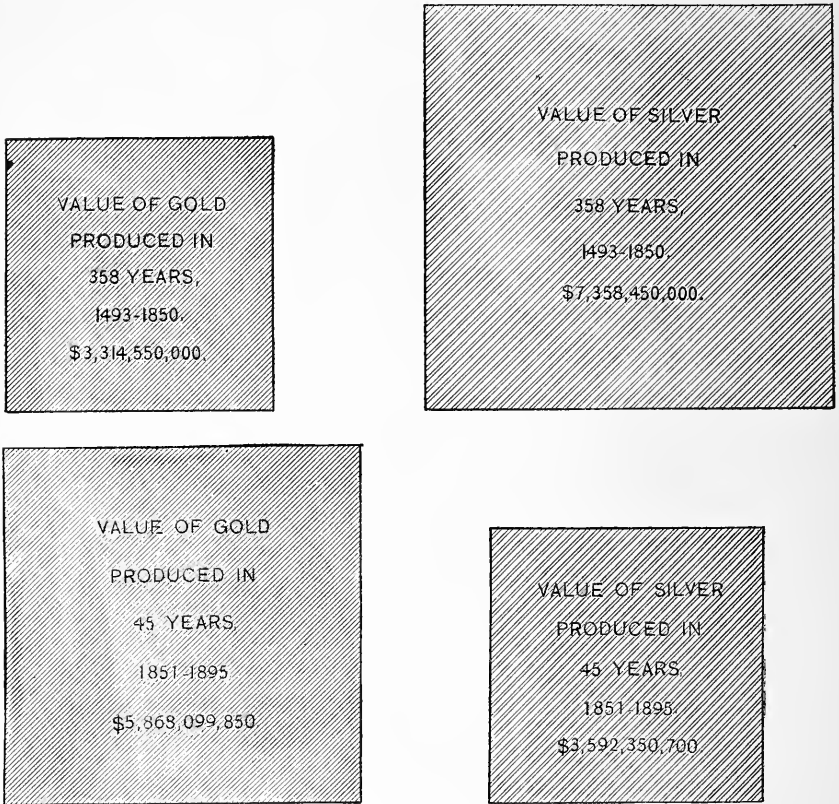 VALUE OF GOLD
PRODUCED IN
358 YEARS,
1493-1850.
$3,314,550,000.
VALUE OF SILVER
PRODUCED IN
358 YEARS,
1493-1850.
$7,358,450,000.
VALUE OF GOLD
PRODUCED IN
45 YEARS,
1851-1895
$5,868,099,850.
VALUE OF SILVER
PRODUCED IN
45 YEARS,
1851-1895.
$3,592,350,700.